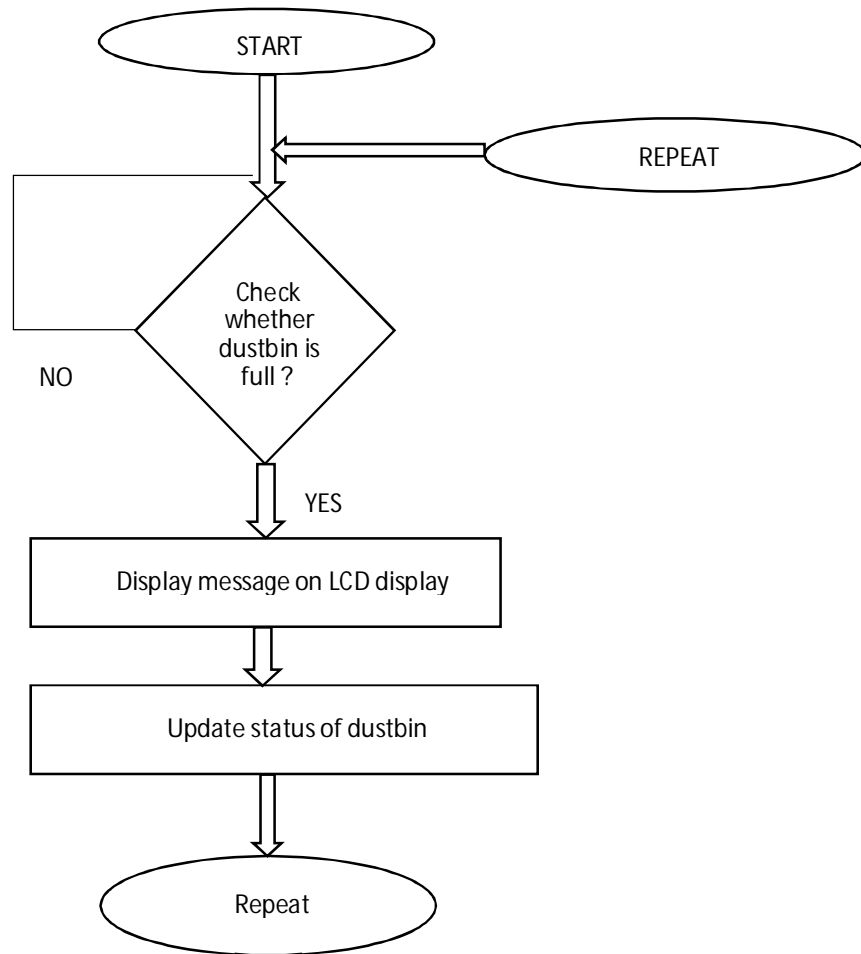 START
REPEAT
Check
whether
dustbin is
full ?
NO
YES
Display message on LCD display
Update status of dustbin
Repeat